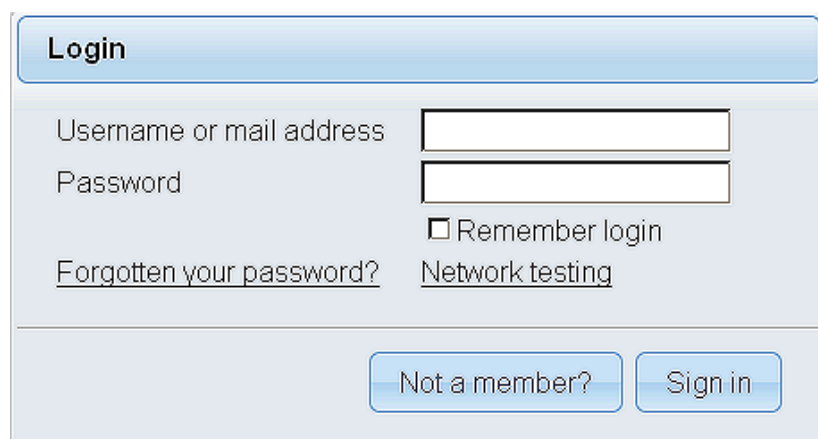 Login
Username or mail address
Password
Remember login
Forgotten your password? Network testing
Not a member? Sign in